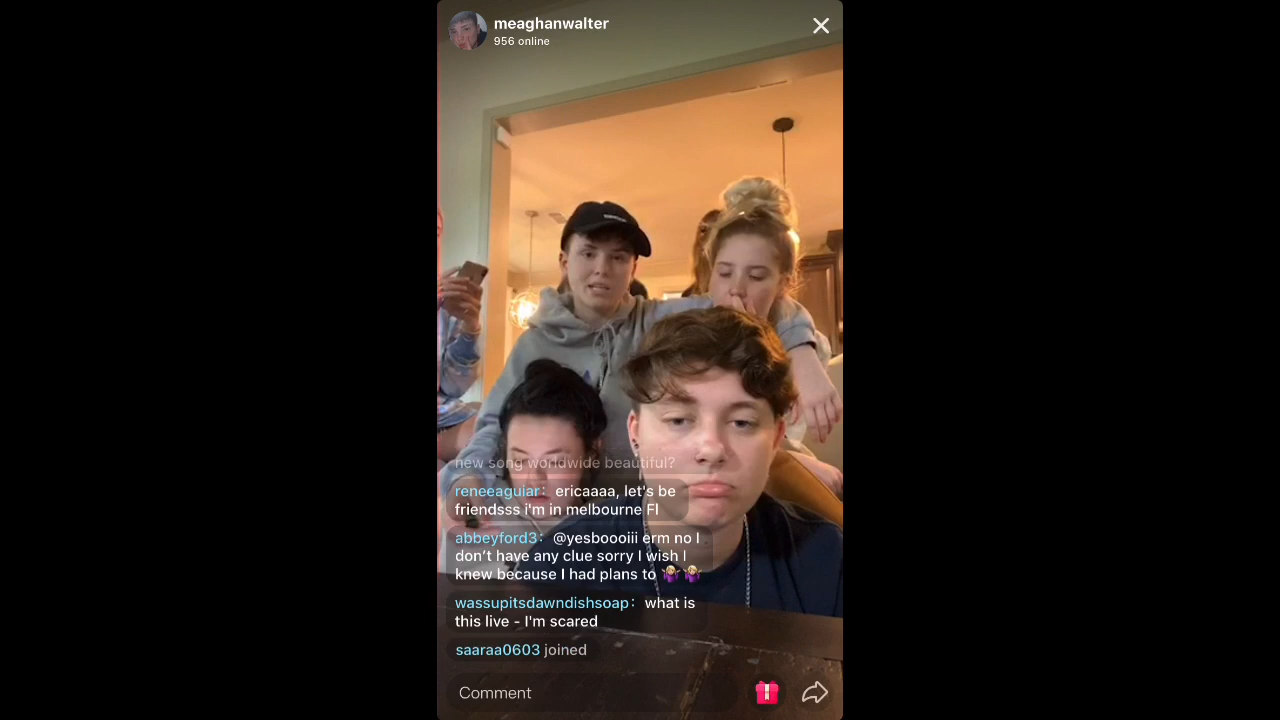 meaghanwalter
956 online
new song worldwide beautiful?
reneeaguiar: ericaaaa, let's be
friendsss i'm in melbourne Fl
abbeyford3: @yesboooiii erm no I
don't have any clue sorry I wish I
knew because I had plans to 🤷🏼‍♀️🤷🏼‍♀️
wassupitsdawndishsoap: what is
this live - I'm scared
saaraa0603 joined
Comment